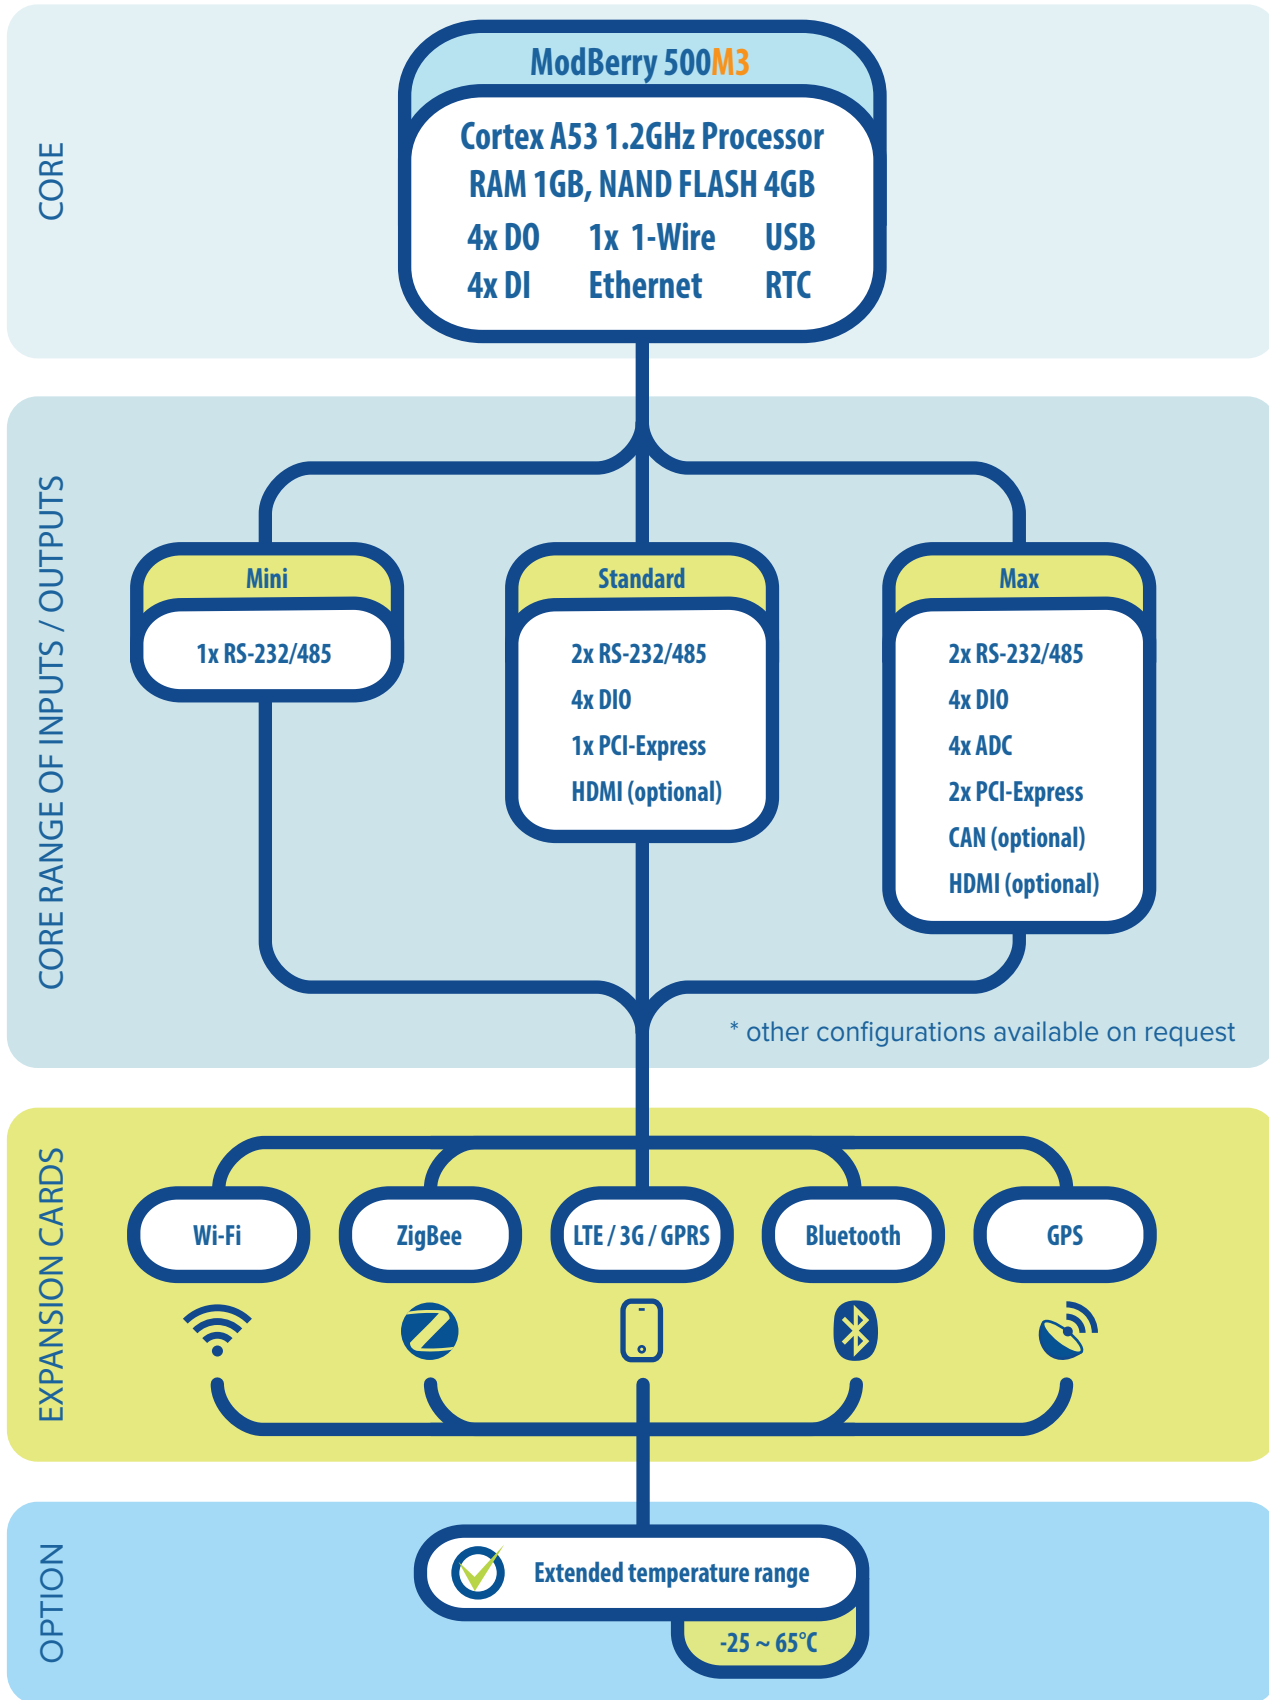 CORE
ModBerry 500M3
Cortex A53 1.2GHz Processor
RAM 1GB, NAND FLASH 4GB
4x DO 1x 1-Wire USB
4x DI Ethernet RTC
CORE RANGE OF INPUTS / OUTPUTS
Mini
1x RS-232/485
Standard
2x RS-232/485
4x DIO
1x PCI-Express
HDMI (optional)
Max
2x RS-232/485
4x DIO
4x ADC
2x PCI-Express
CAN (optional)
HDMI (optional)
* other configurations available on request
EXPANSION CARDS
Wi-Fi
ZigBee
LTE / 3G / GPRS
Bluetooth
GPS
OPTION
Extended temperature range
-25 ~ 65°C